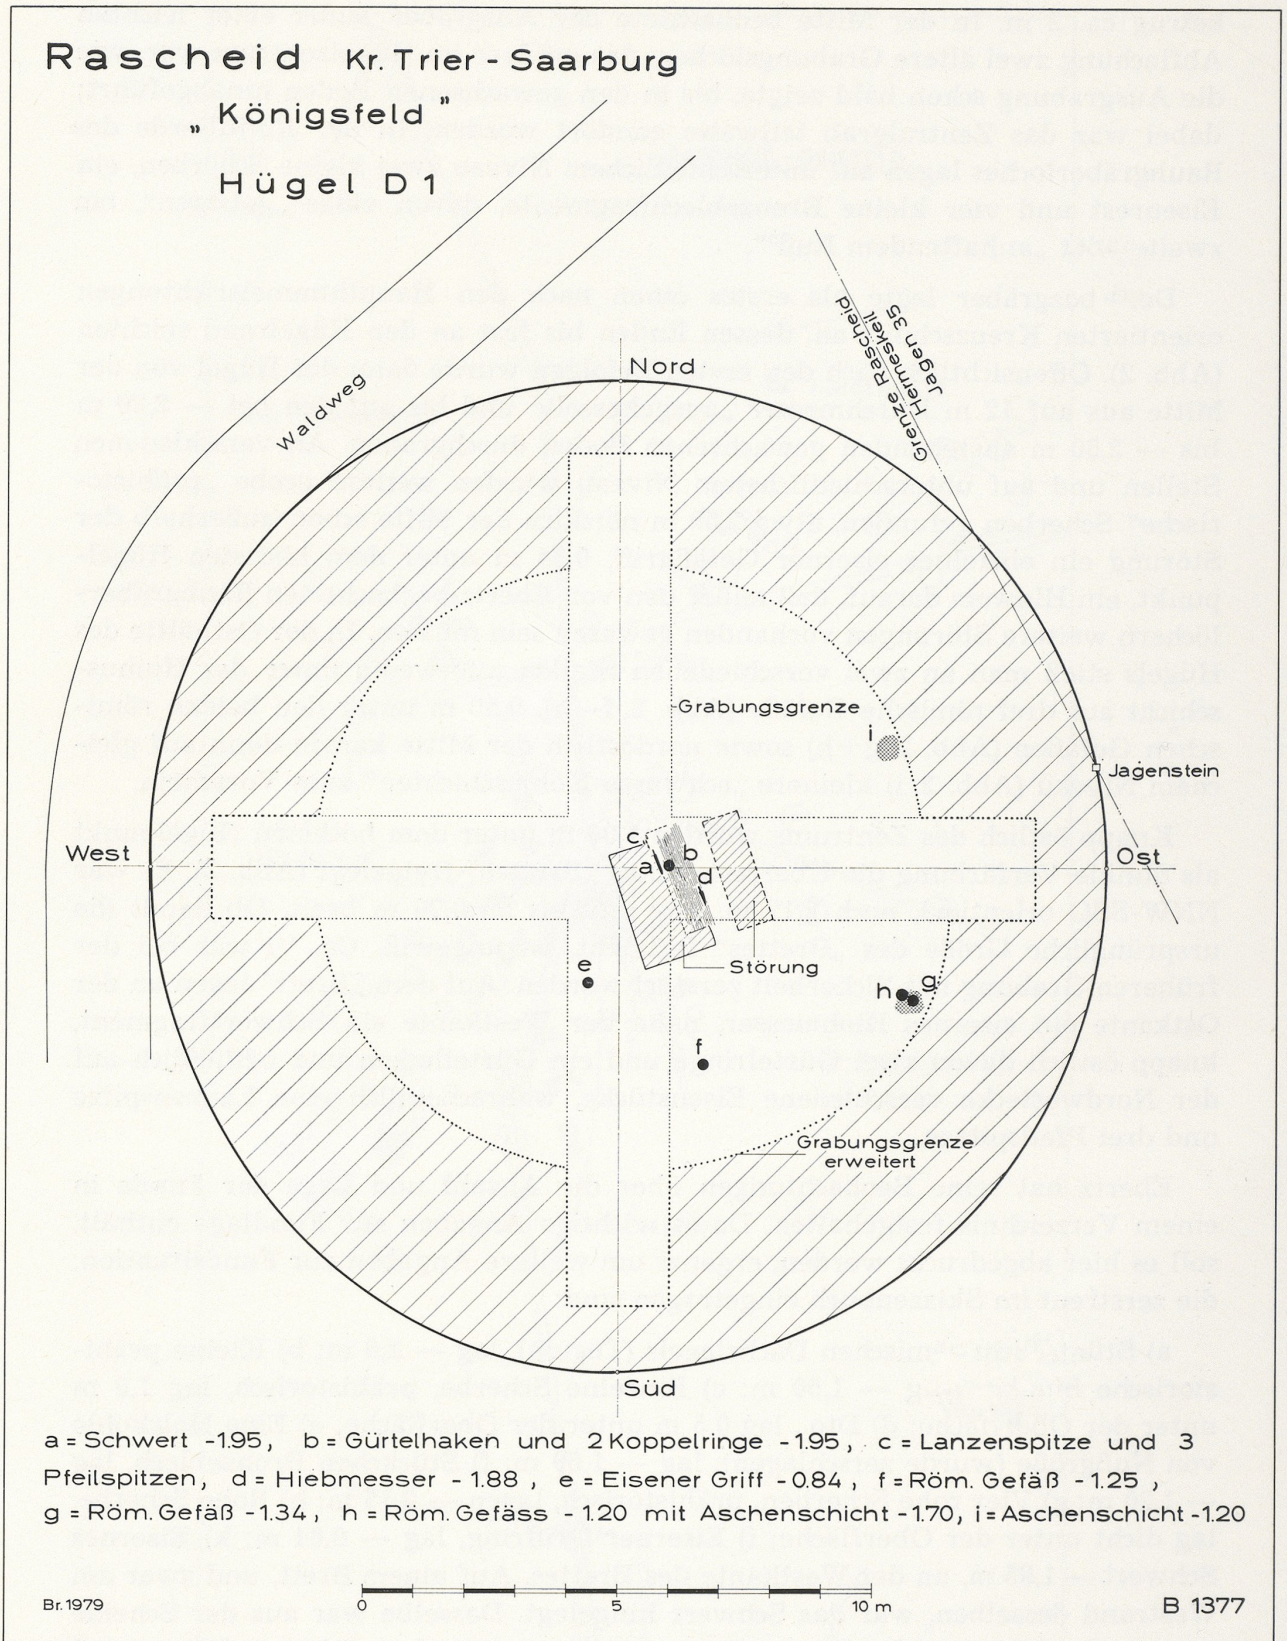 Rascheid Kr. Trier - Saarburg
„Königsfeld”
Hügel D 1
Waldweg
Nord
Grenze Rascheid
Hermeskeil
Jagen 35
Grabungsgrenze
i
Jagenstein
West
Ost
c
a
b
d
Störung
e
h
g
f
Grabungsgrenze
erweitert
Süd
a = Schwert -1.95, b = Gürtelhaken und 2 Koppelringe -1.95, c = Lanzenspitze und 3
Pfeilspitzen, d = Hiebmesser - 1.88 , e = Eisener Griff - 0.84 , f = Röm. Gefäß - 1.25 ,
g = Röm. Gefäß - 1.34 , h = Röm. Gefäss - 1.20 mit Aschenschicht - 1.70, i = Aschenschicht - 1.20
0 5 10 m
Br. 1979
B 1377